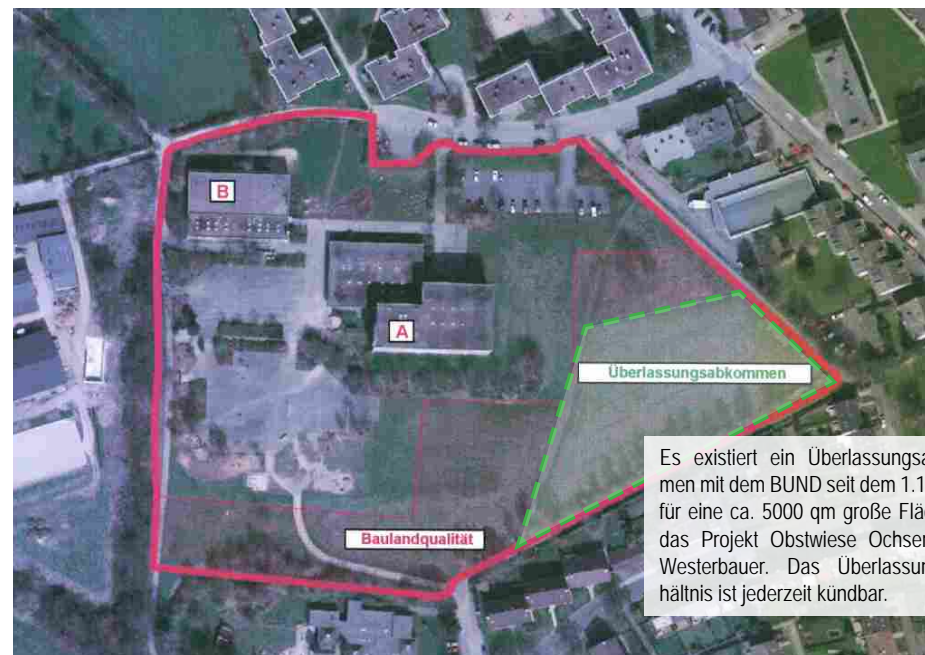 B
A
Überlassungsabkommen
Baulandqualität
Es existiert ein
men mit dem BUND seit dem
für eine ca. 5000 qm große
das Projekt Obstwiese
Westerbauer. Das
hältnis ist jederzeit kündbar.